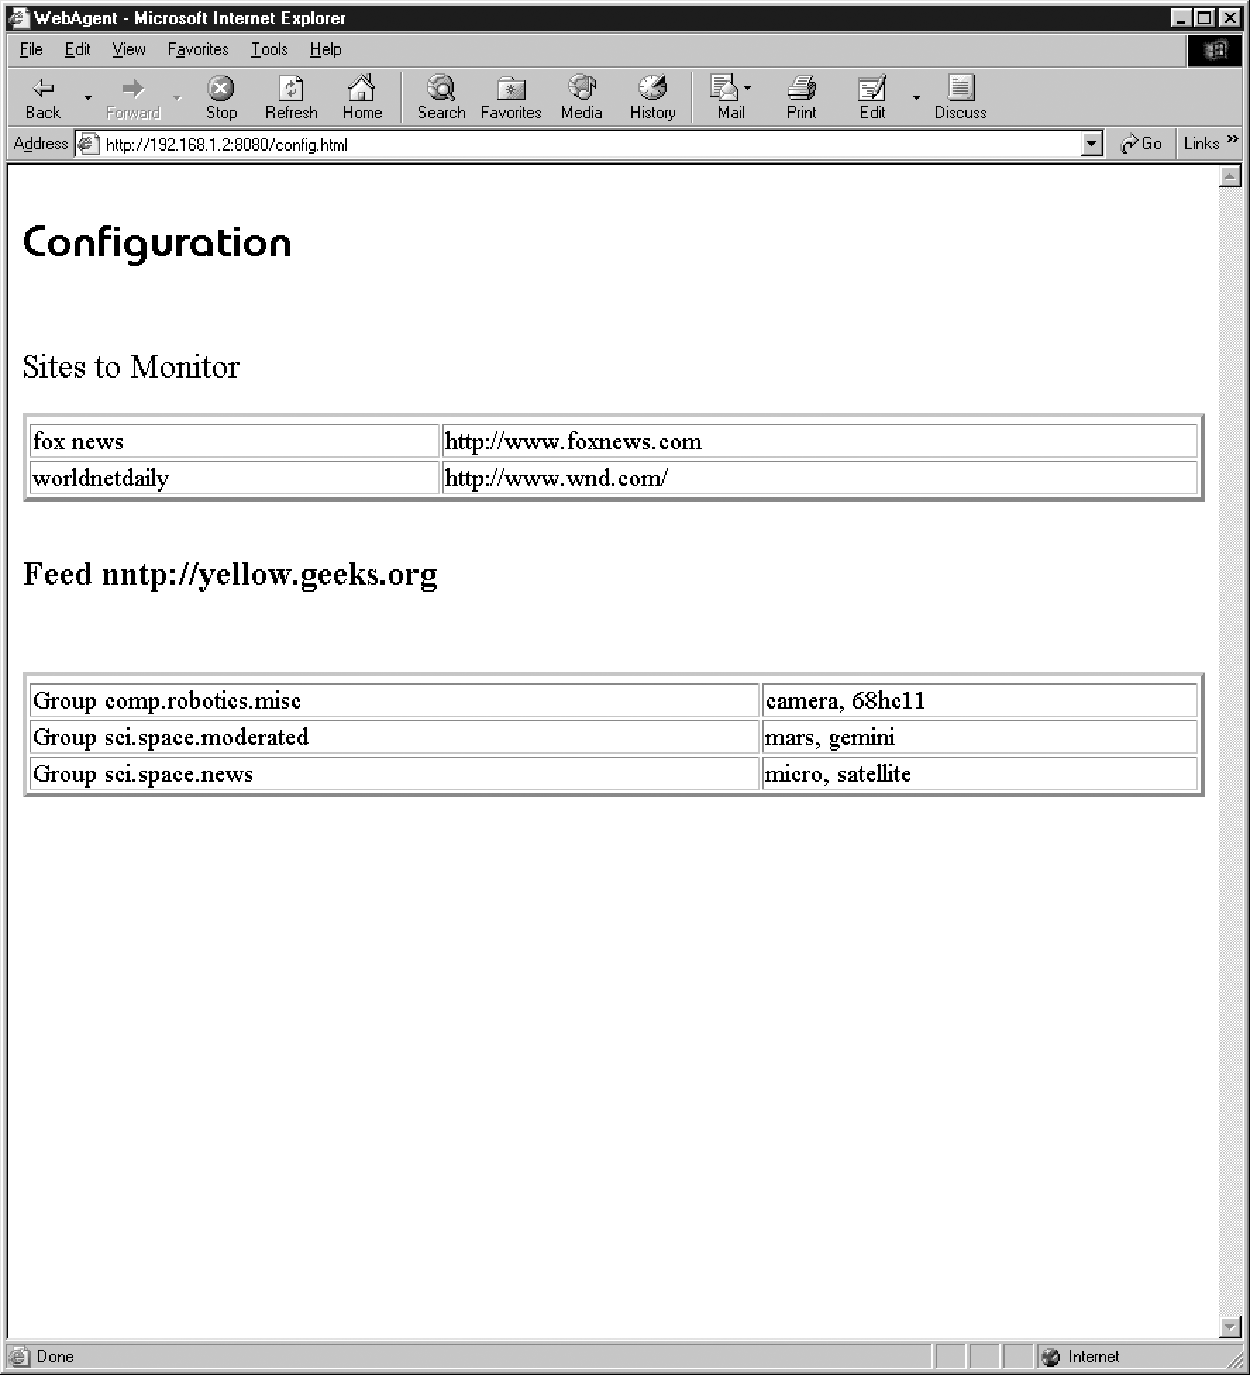 WebAgent - Microsoft Internet Explorer
File Edit View Favorites Tools Help
Back Forward Stop Refresh Home Search Favorites Media History Mail Print Edit Discuss
Address http://192.168.1.2:8080/config.html Go Links »
Configuration
Sites to Monitor
fox news http://www.foxnews.com
worldnetdaily http://www.wnd.com/
Feed nntp://yellow.geeks.org
Group comp.robotics.misc camera, 68hc11
Group sci.space.moderated mars, gemini
Group sci.space.news micro, satellite
Done Internet